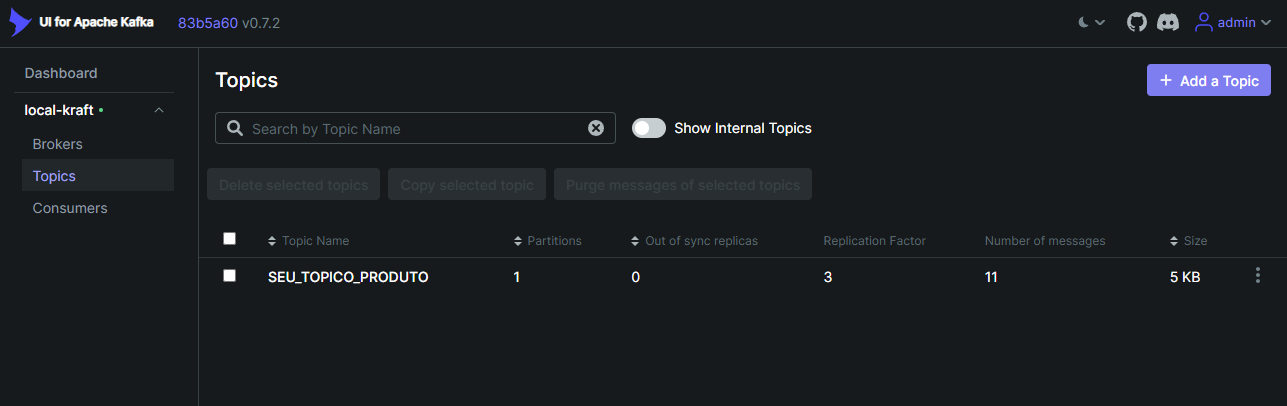 UI for Apache Kafka 83b5a60 v0.7.2 admin
Dashboard
local-kraft
Brokers
Topics
Consumers
Topics
Add a Topic
Search by Topic Name
Show Internal Topics
Delete selected topics Copy selected topic Purge messages of selected topics
Topic Name Partitions Out of sync replicas Replication Factor Number of messages Size
SEU_TOPICO_PRODUTO 1 0 3 11 5 KB